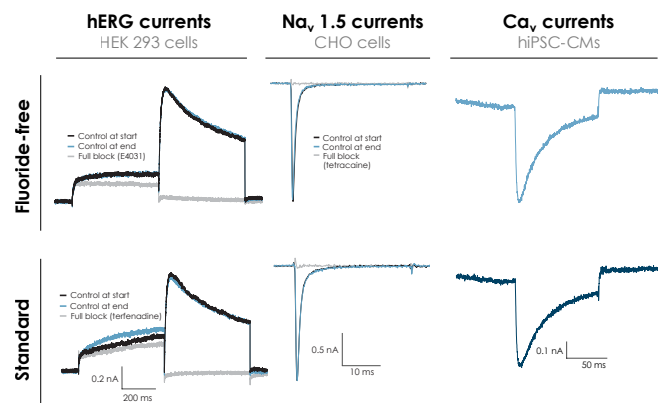 hERG currents
HEK 293 cells
Nav 1.5 currents
CHO cells
Cav currents
hiPSC-CMs
Fluoride-free
Control at start
Control at end
Full block (E4031)
Control at start
Control at end
Full block
(tetracaine)
Standard
Control at start
Control at end
Full block (terfenadine)
0.2 nA
200 ms
0.5 nA
10 ms
0.1 nA
50 ms